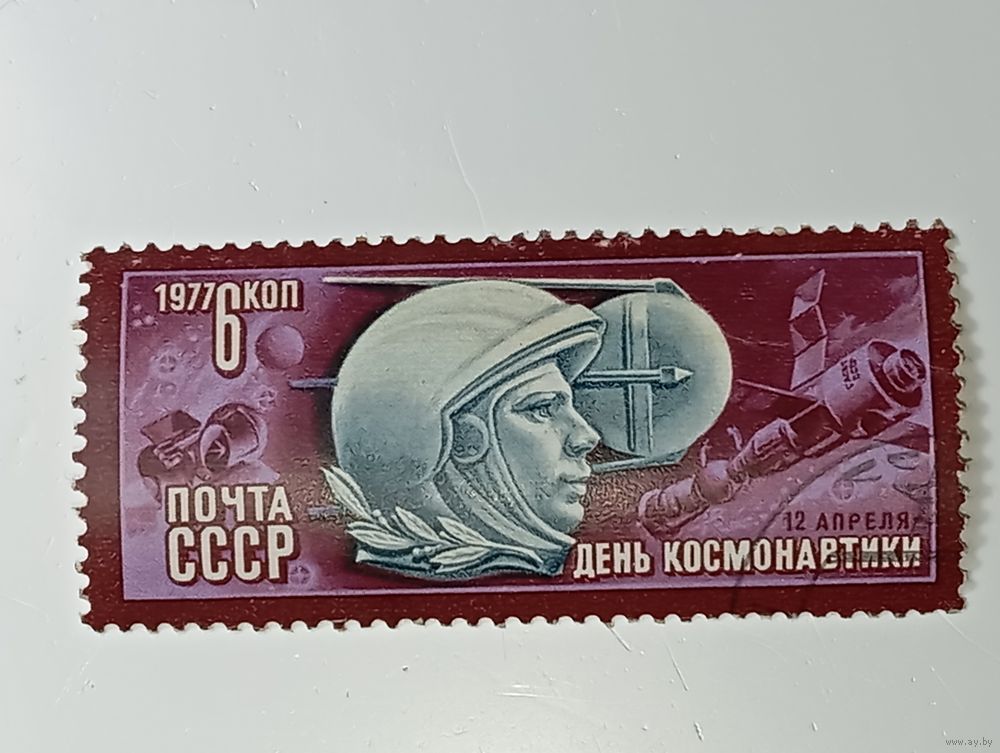 1977 6 КОП
ПОЧТА
СССР
12 АПРЕЛЯ
ДЕНЬ КОСМОНАВТИКИ
www.ay.by